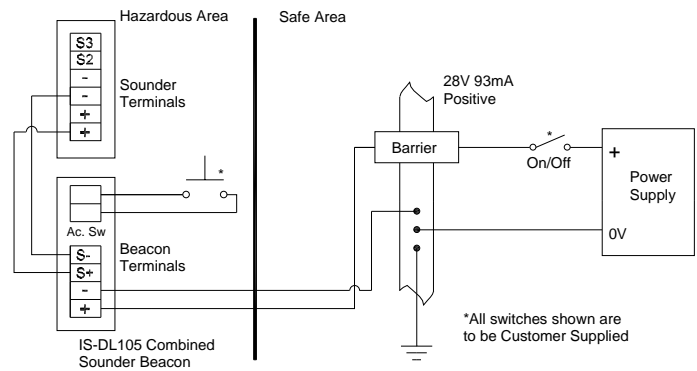 Hazardous Area
Safe Area
S3
S2
-
-
+
+
Sounder
Terminals
28V 93mA
Positive
Barrier
*
On/Off
+
Power
Supply
0V
*
Ac. Sw
S-
S+
-
+
Beacon
Terminals
*All switches shown are
to be Customer Supplied
IS-DL105 Combined
Sounder Beacon